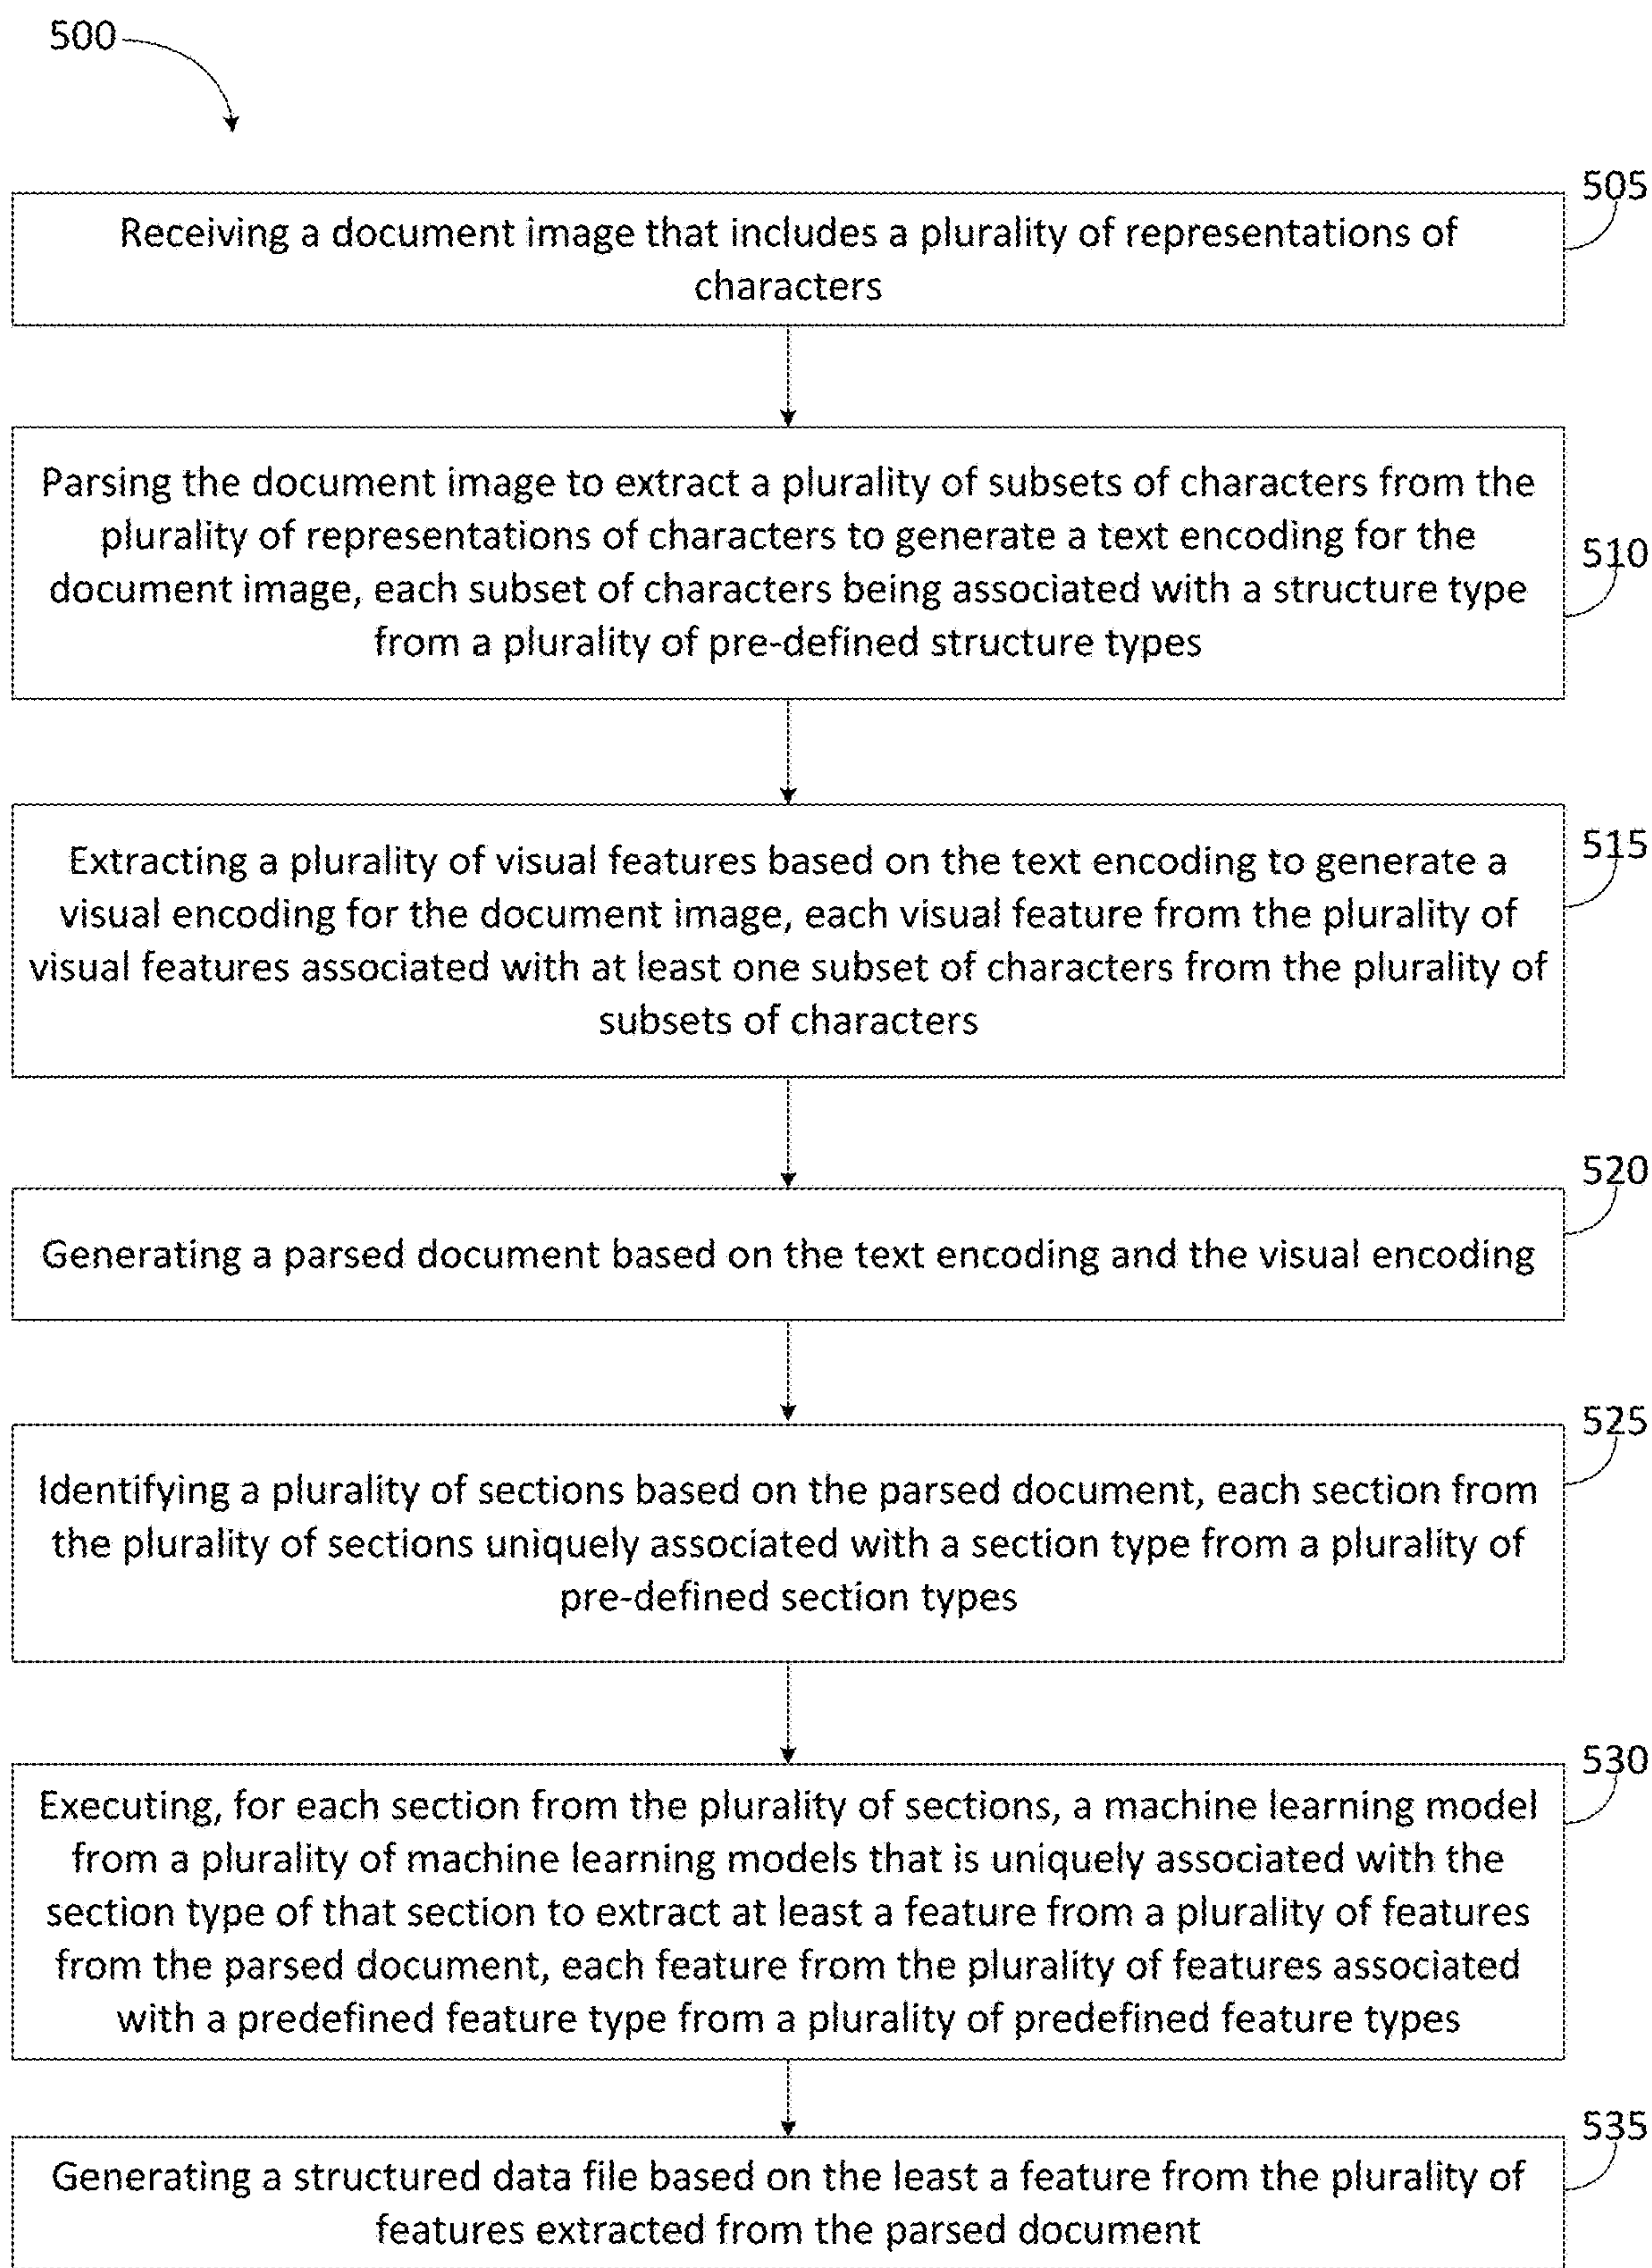 500
505
Receiving a document image that includes a plurality of representations of
characters
Parsing the document image to extract a plurality of subsets of characters from the
plurality of representations of characters to generate a text encoding for the
510
document image, each subset of characters being associated with a structure type
from a plurality of pre-defined structure types
515
Extracting a plurality of visual features based on the text encoding to generate a
visual encoding for the document image, each visual feature from the plurality of
visual features associated with at least one subset of characters from the plurality of
subsets of characters
520
Generating a parsed document based on the text encoding and the visual encoding
525
Identifying a plurality of sections based on the parsed document, each section from
the plurality of sections uniquely associated with a section type from a plurality of
pre-defined section types
530
Executing, for each section from the plurality of sections, a machine learning model
from a plurality of machine learning models that is uniquely associated with the
section type of that section to extract at least a feature from a plurality of features
from the parsed document, each feature from the plurality of features associated
with a predefined feature type from a plurality of predefined feature types
535
Generating a structured data file based on the least a feature from the plurality of
features extracted from the parsed document